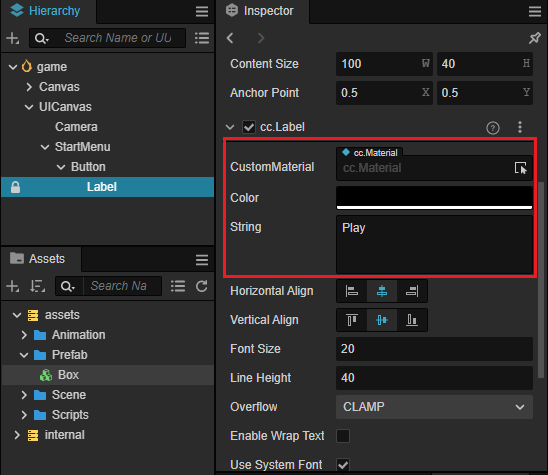 Hierarchy
Search Name or UU
game
Canvas
UICanvas
Camera
StartMenu
Button
Label
Assets
Search Na
assets
Animation
Prefab
Box
Scene
Scripts
internal
Inspector
Content Size 100 W 40 H
Anchor Point 0.5 X 0.5 Y
cc.Label
cc.Material
CustomMaterial cc.Material
Color
String Play
Horizontal Align
Vertical Align
Font Size 20
Line Height 40
Overflow CLAMP
Enable Wrap Text
Use System Font